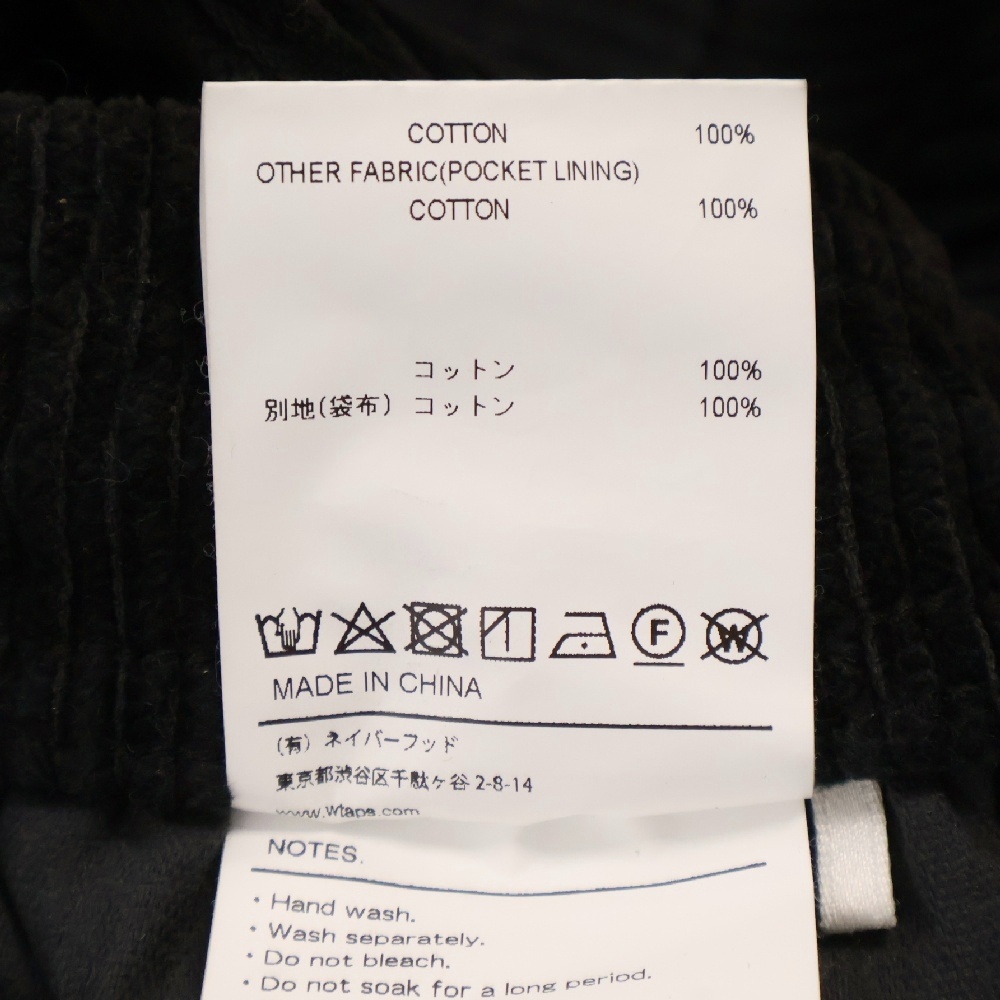 COTTON 100%
OTHER FABRIC(POCKET LINING)
COTTON 100%
コットン 100%
別地(袋布) コットン 100%
F W
MADE IN CHINA
(有) ネイバーフッド
東京都渋谷区千駄ヶ谷 2-8-14
www.wtaps.com
NOTES.
・Hand wash.
・Wash separately.
・Do not bleach.
・Do not soak for a long period.